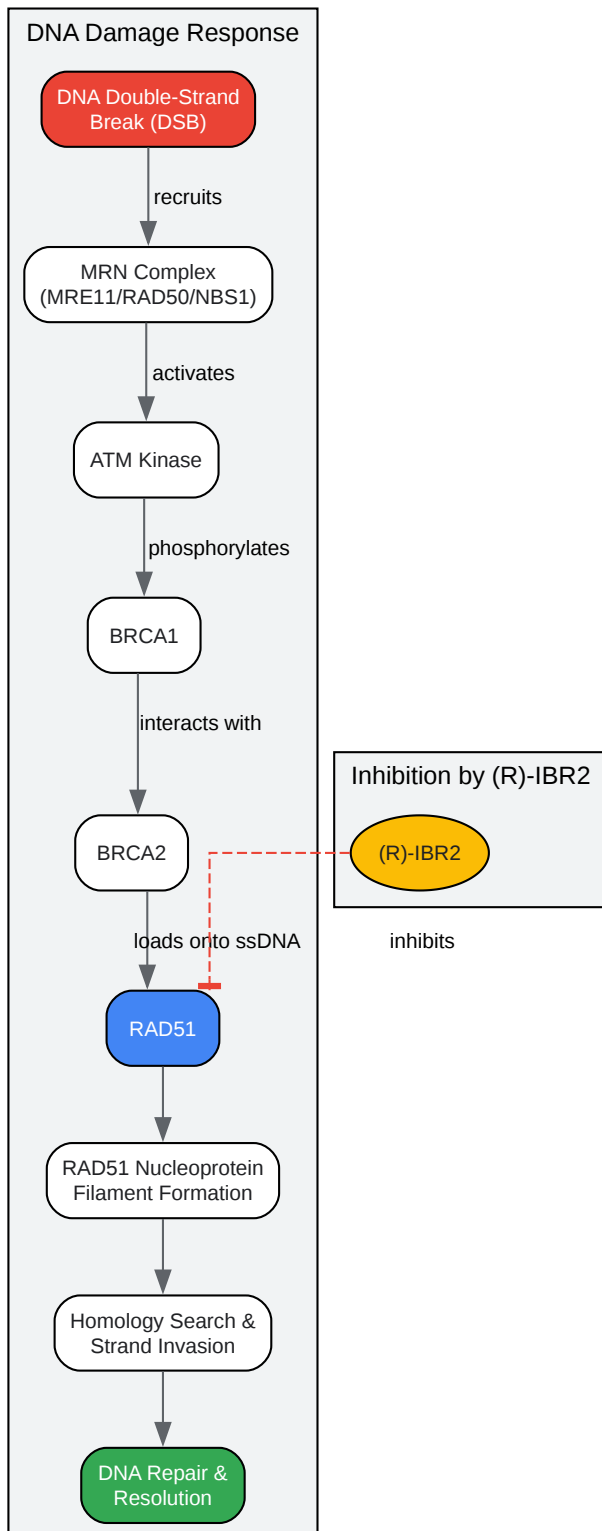 DNA Damage Response
DNA Double-Strand
Break (DSB)
recruits
MRN Complex
(MRE11/RAD50/NBS1)
activates
ATM Kinase
phosphorylates
BRCA1
interacts with
Inhibition by (R)-IBR2
BRCA2
(R)-IBR2
loads onto ssDNA
inhibits
RAD51
RAD51 Nucleoprotein
Filament Formation
Homology Search &
Strand Invasion
DNA Repair &
Resolution